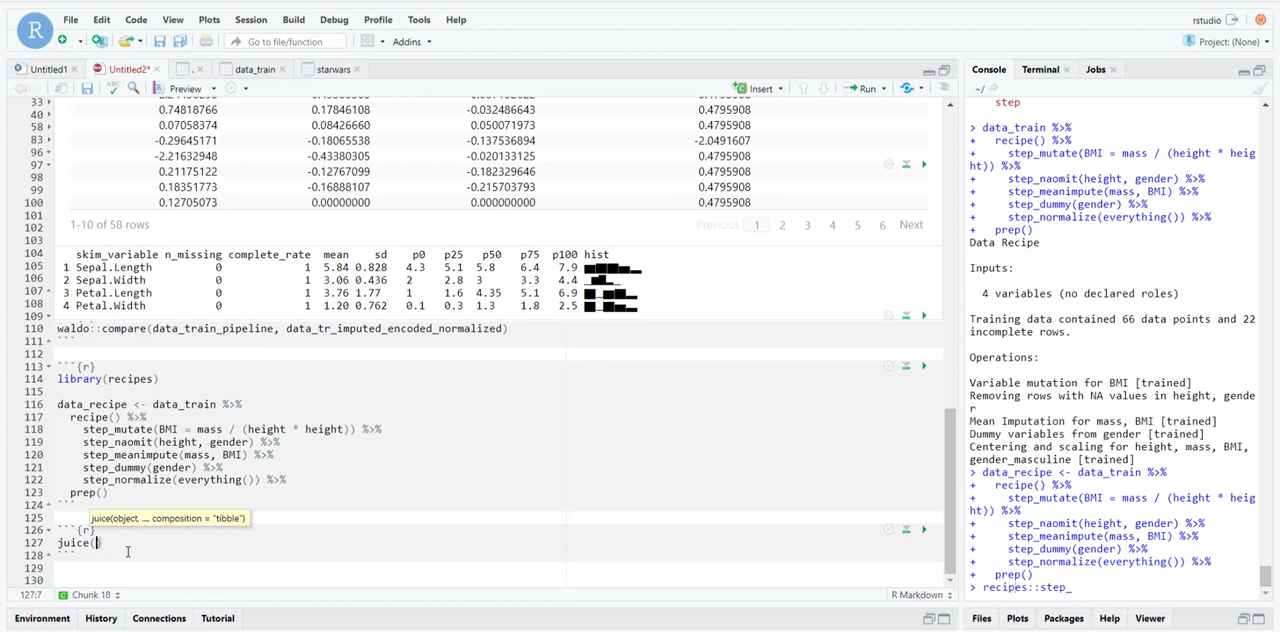 File Edit Code View Plots Session Build Debug Profile Tools Help
rstudio
R
Go to file/function
Addins
Project: (None)
Untitled1 ×
Untitled2* ×
. ×
data_train ×
starwars ×
Preview
Insert
Run
33
40
58
83
96
97
98
99
100
101
102
103
104
105
106
107
108
109
0.74818766 0.17846108 -0.032486643 0.4795908
0.07058374 0.08426660 0.050071973 0.4795908
-0.29645171 -0.18065538 -0.137536894 -2.0491607
-2.21632948 -0.43380305 -0.020133125 0.4795908
0.21175122 -0.12767099 -0.182329646 0.4795908
0.18351773 -0.16888107 -0.215703793 0.4795908
0.12705073 0.00000000 0.000000000 0.4795908
1-10 of 58 rows
Previous 1 2 3 4 5 6 Next
skim_variable n_missing complete_rate mean sd p0 p25 p50 p75 p100 hist
1 Sepal.Length 0 1 5.84 0.828 4.3 5.1 5.8 6.4 7.9
2 Sepal.Width 0 1 3.06 0.436 2 2.8 3 3.3 4.4
3 Petal.Length 0 1 3.76 1.77 1 1.6 4.35 5.1 6.9
4 Petal.Width 0 1 1.20 0.762 0.1 0.3 1.3 1.8 2.5
110 waldo::compare(data_train_pipeline, data_tr_imputed_encoded_normalized)
111 ```
112
113 ```{r}
114 library(recipes)
115
116 data_recipe <- data_train %>%
117 recipe() %>%
118 step_mutate(BMI = mass / (height * height)) %>%
119 step_naomit(height, gender) %>%
120 step_meanimpute(mass, BMI) %>%
121 step_dummy(gender) %>%
122 step_normalize(everything()) %>%
123 prep()
124 ```
125
juice(object, ..., composition = "tibble")
126 ```{r}
127 juice()
128 ```
129
130
127:7
Chunk 18
R Markdown
Environment History Connections Tutorial
Console Terminal × Jobs ×
~/
step
> data_train %>%
+ recipe() %>%
+ step_mutate(BMI = mass / (height * heig
ht)) %>%
+ step_naomit(height, gender) %>%
+ step_meanimpute(mass, BMI) %>%
+ step_dummy(gender) %>%
+ step_normalize(everything()) %>%
+ prep()
Data Recipe
Inputs:
4 variables (no declared roles)
Training data contained 66 data points and 22
incomplete rows.
Operations:
Variable mutation for BMI [trained]
Removing rows with NA values in height, gende
r
Mean Imputation for mass, BMI [trained]
Dummy variables from gender [trained]
Centering and scaling for height, mass, BMI,
gender_masculine [trained]
> data_recipe <- data_train %>%
+ recipe() %>%
+ step_mutate(BMI = mass / (height * heig
ht)) %>%
+ step_naomit(height, gender) %>%
+ step_meanimpute(mass, BMI) %>%
+ step_dummy(gender) %>%
+ step_normalize(everything()) %>%
+ prep()
> recipes::step_
Files Plots Packages Help Viewer